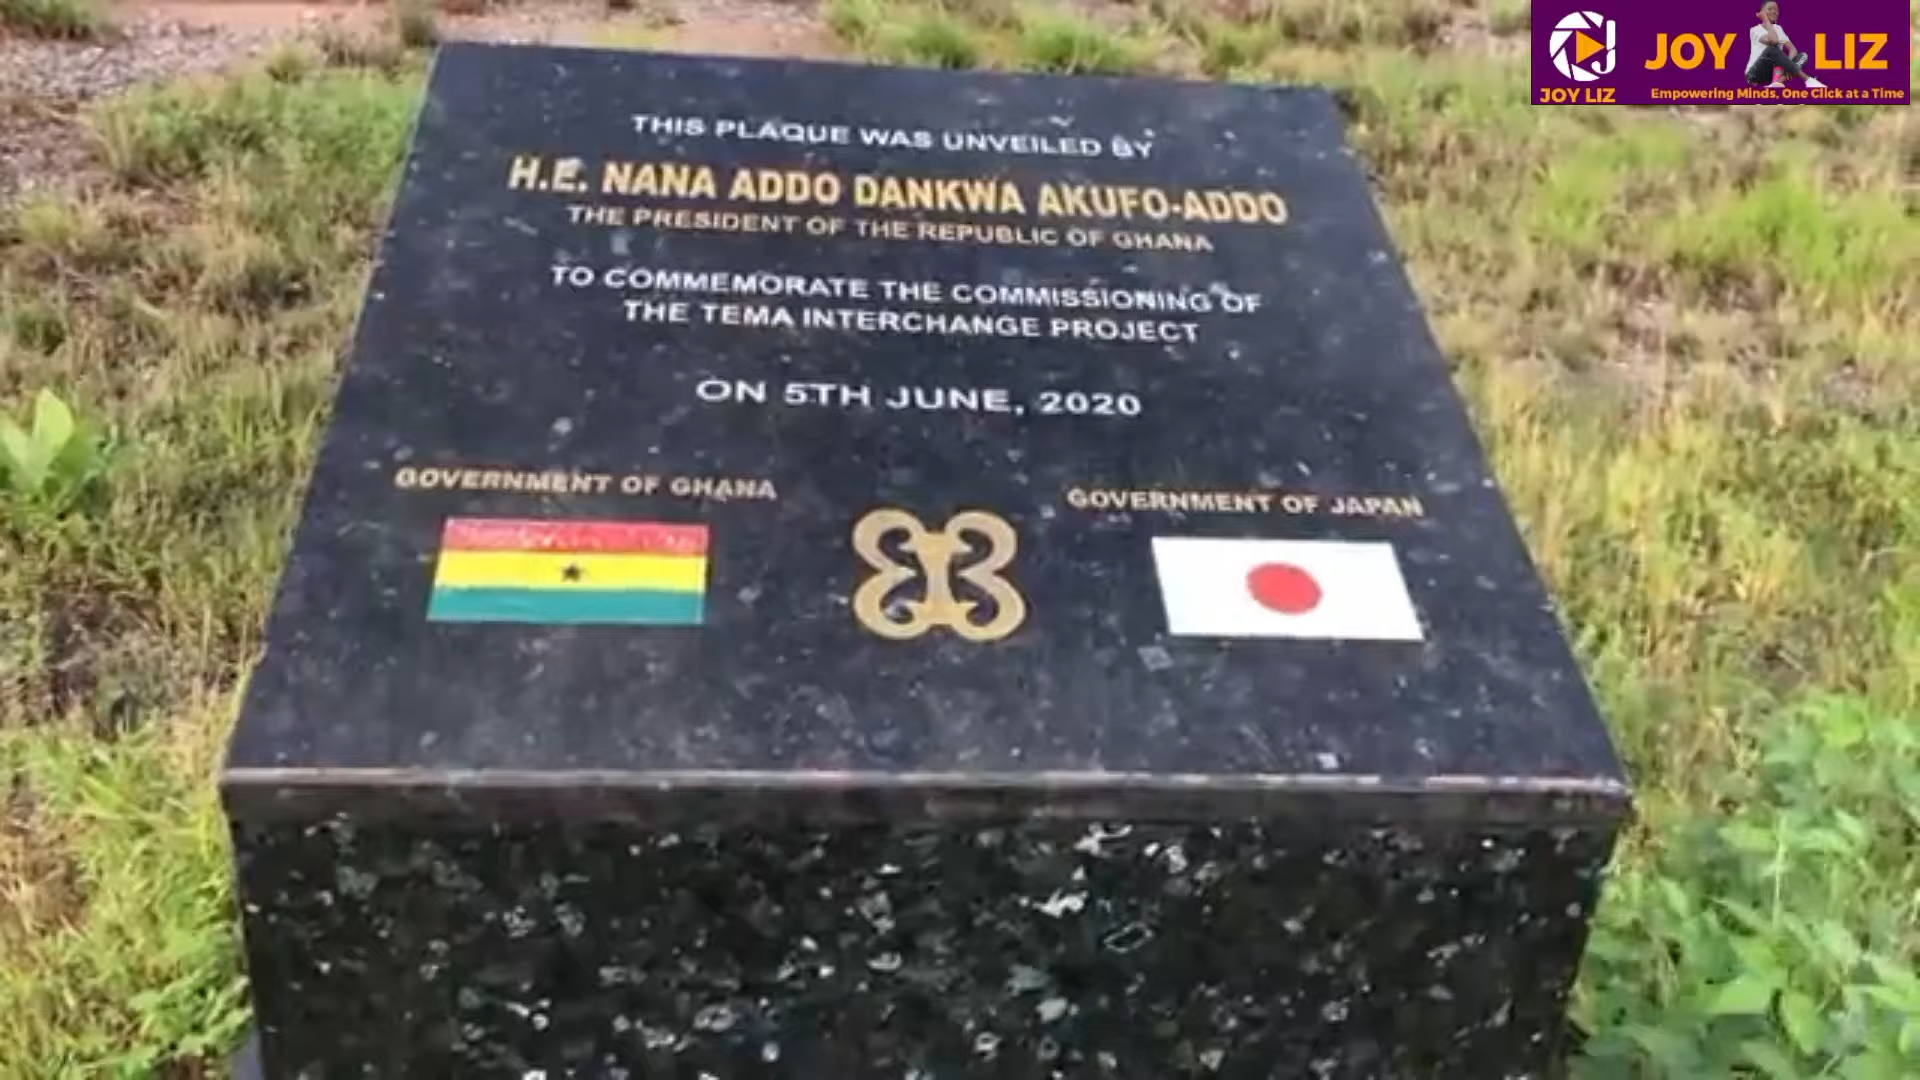 JOY LIZ
JOY LIZ
Empowering Minds, One Click at a Time
THIS PLAQUE WAS UNVEILED BY
H.E. NANA ADDO DANKWA AKUFO-ADDO
THE PRESIDENT OF THE REPUBLIC OF GHANA
TO COMMEMORATE THE COMMISSIONING OF
THE TEMA INTERCHANGE PROJECT
ON 5TH JUNE, 2020
GOVERNMENT OF GHANA
GOVERNMENT OF JAPAN